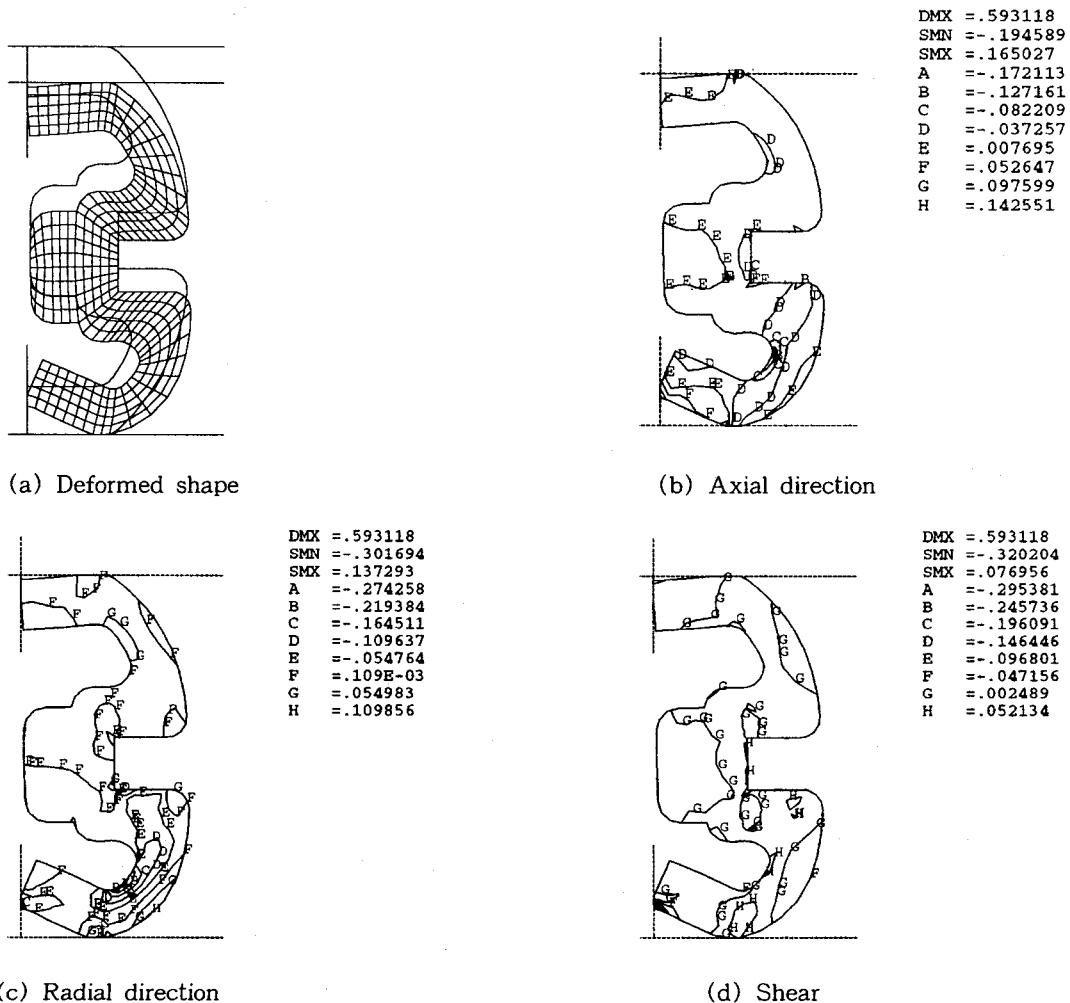 DMX =.593118
SMN =-.194589
SMX =.165027
A =-.172113
B =-.127161
C =-.082209
D =-.037257
E =.007695
F =.052647
G =.097599
H =.142551
(a) Deformed shape
(b) Axial direction
DMX =.593118
SMN =-.301694
SMX =.137293
A =-.274258
B =-.219384
C =-.164511
D =-.109637
E =-.054764
F =.109E-03
G =.054983
H =.109856
DMX =.593118
SMN =-.320204
SMX =.076956
A =-.295381
B =-.245736
C =-.196091
D =-.146446
E =-.096801
F =-.047156
G =.002489
H =.052134
(c) Radial direction
(d) Shear